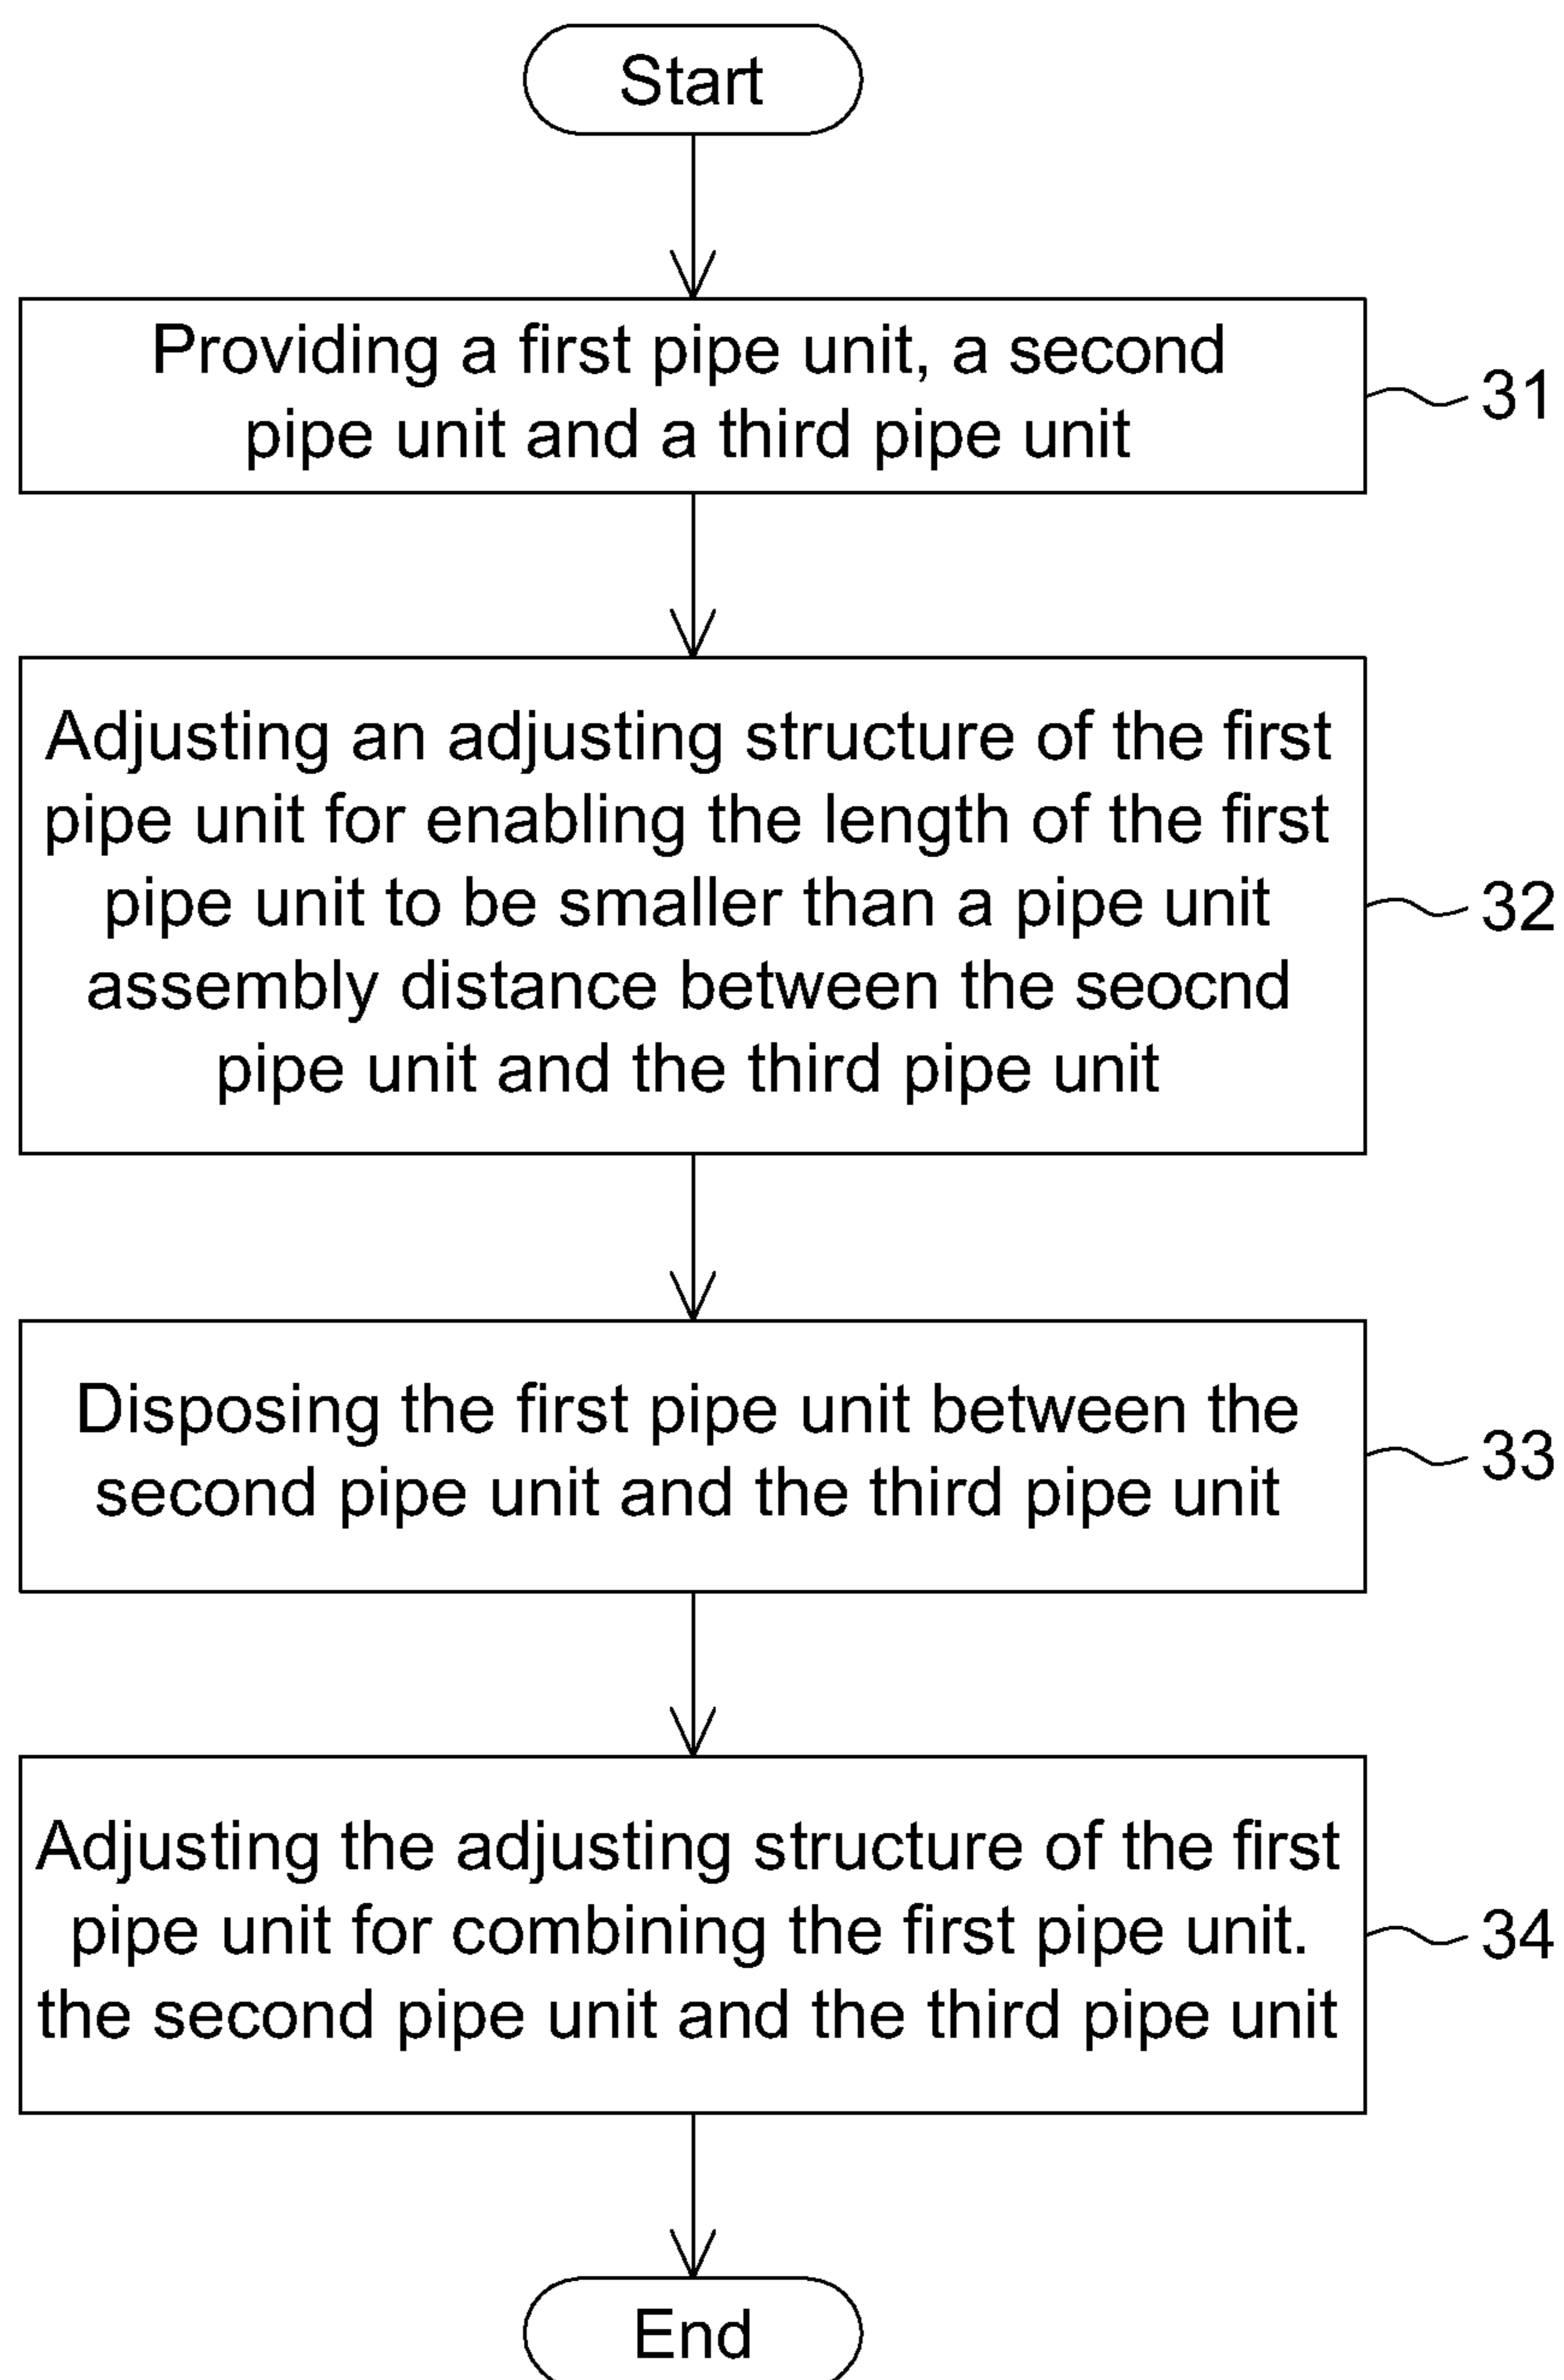 Start
Providing a first pipe unit, a second
pipe unit and a third pipe unit
31
Adjusting an adjusting structure of the first
pipe unit for enabling the length of the first
pipe unit to be smaller than a pipe unit
assembly distance between the seocnd
pipe unit and the third pipe unit
32
Disposing the first pipe unit between the
second pipe unit and the third pipe unit
33
Adjusting the adjusting structure of the first
pipe unit for combining the first pipe unit.
the second pipe unit and the third pipe unit
34
End